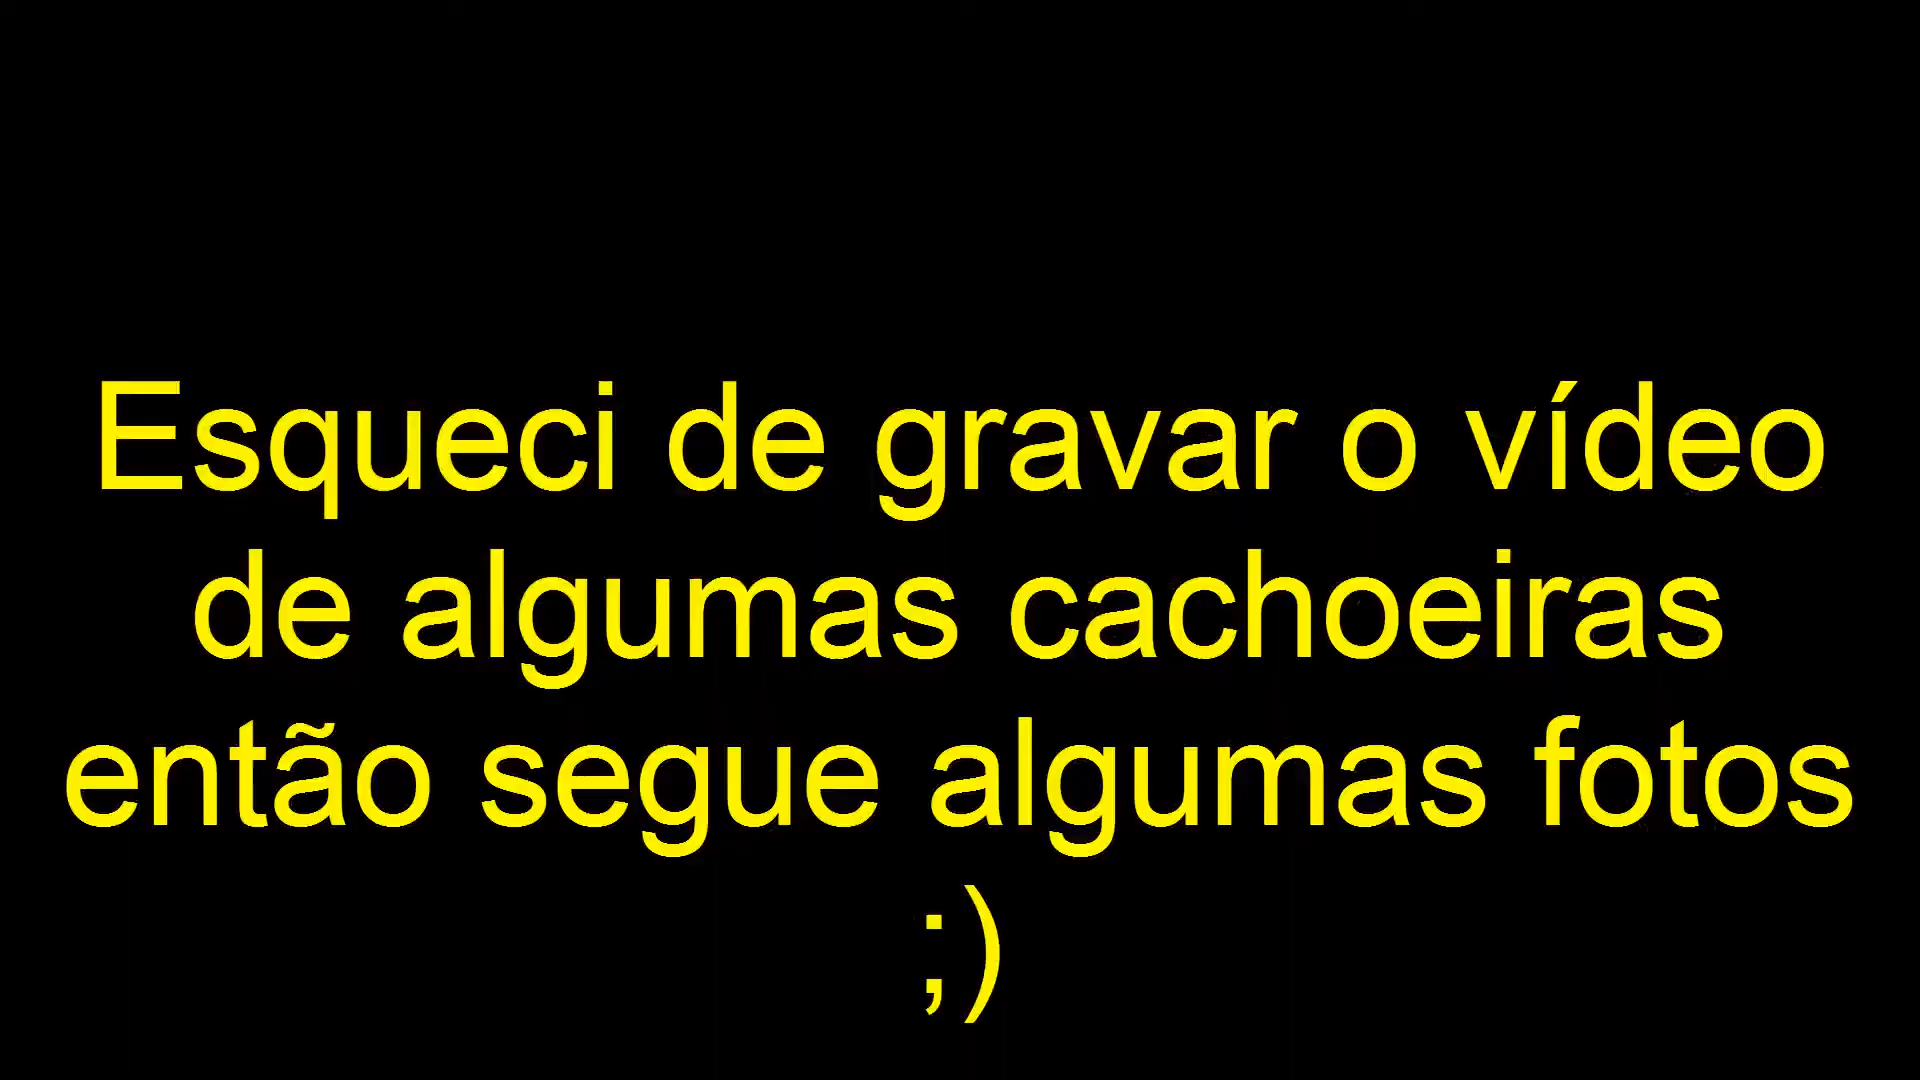 Esqueci de gravar o vídeo
de algumas cachoeiras
então segue algumas fotos
;)